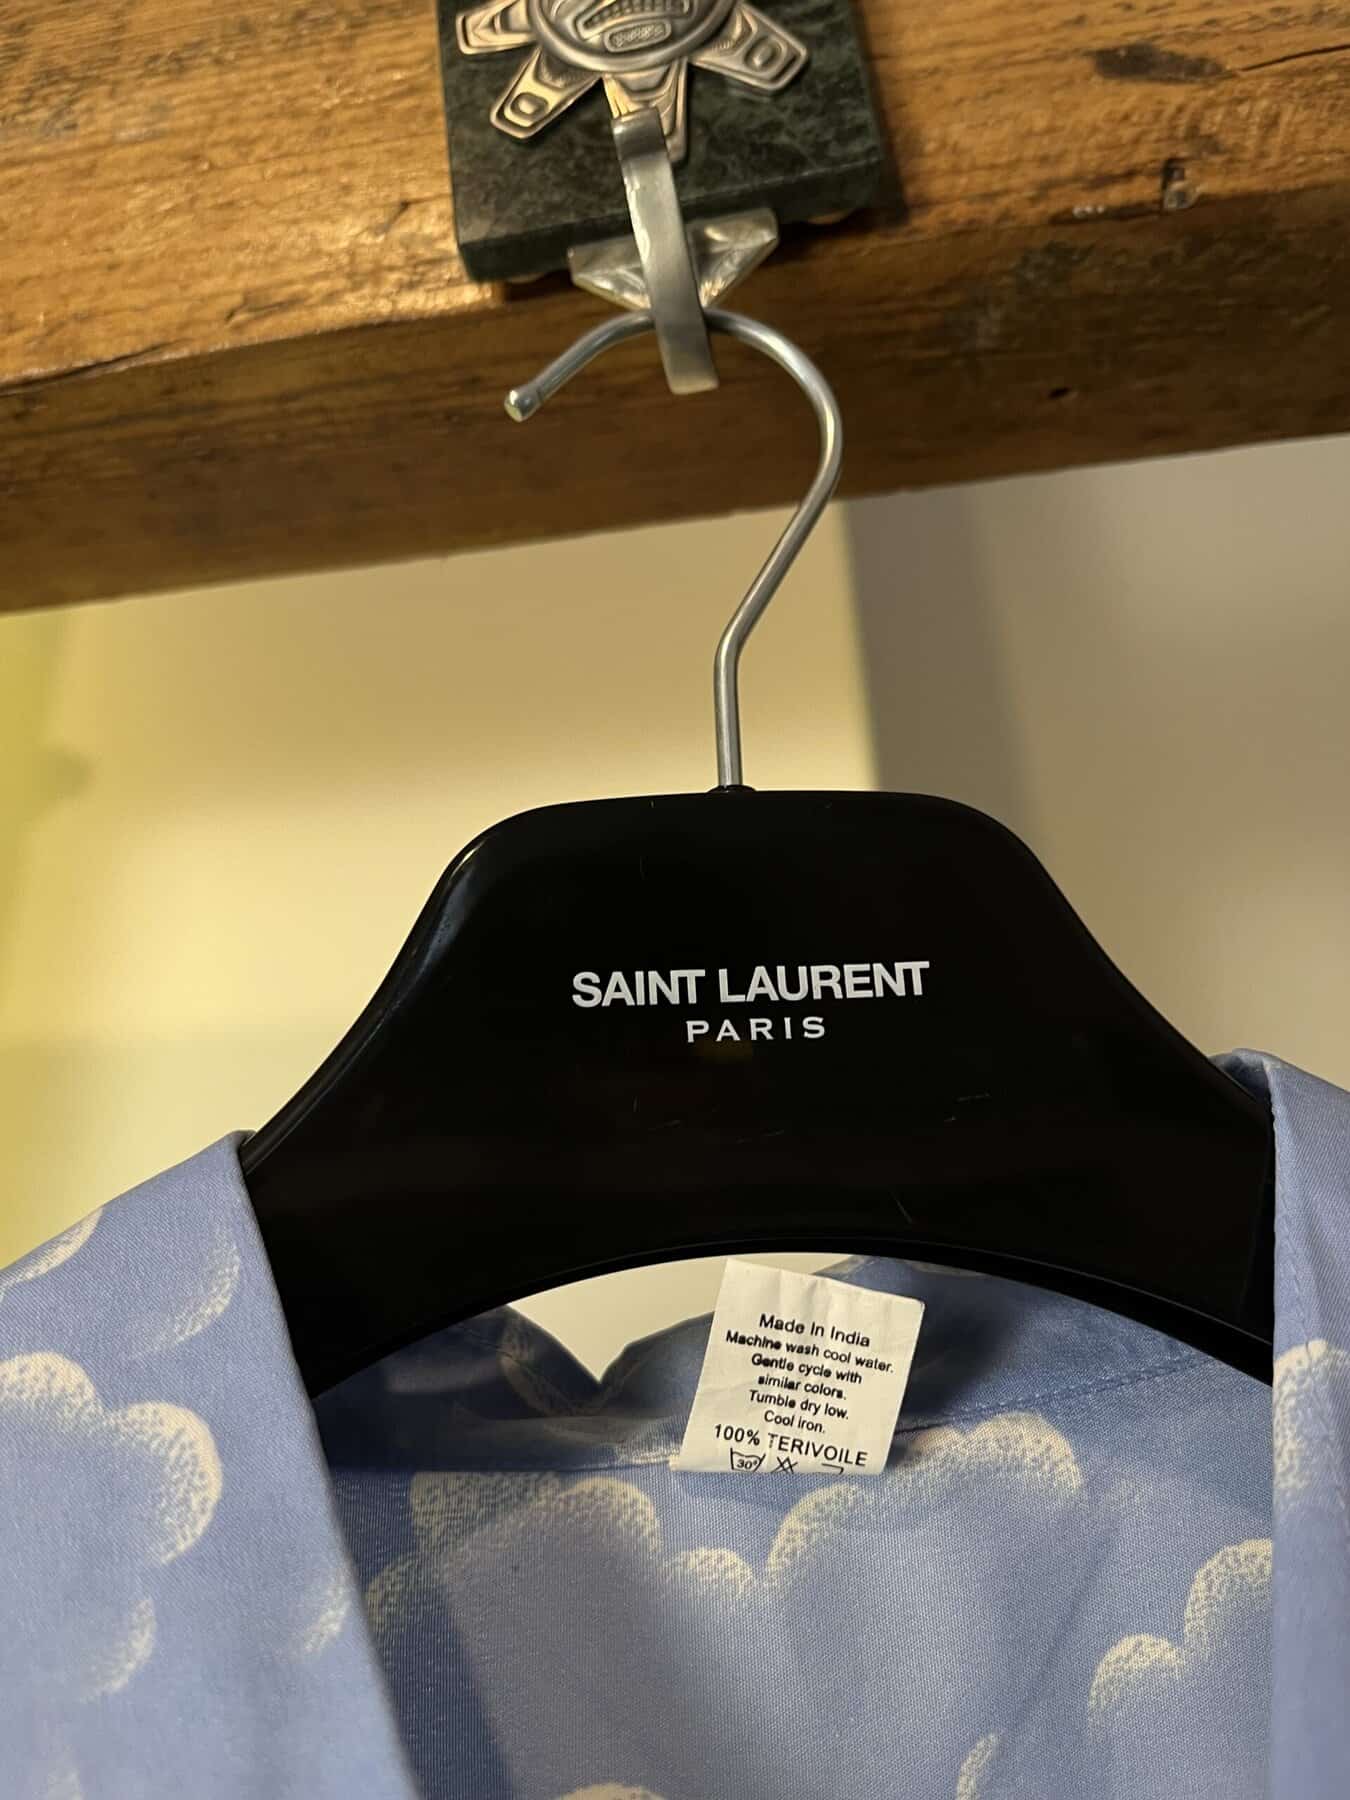 SAINT LAURENT
PARIS
Made In India
Machine wash cool water.
Gentle cycle with
similar colors.
Tumble dry low.
Cool iron.
100% TERIVOILE
30°